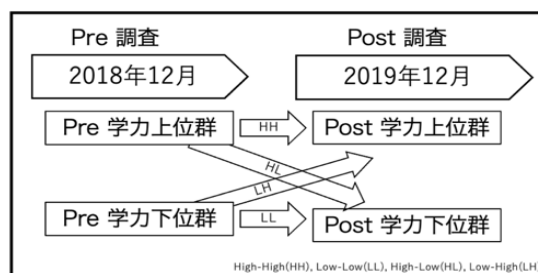 Pre 調査
Post 調査
2018年12月
2019年12月
Pre 学力上位群
HH
Post 学力上位群
HL
LH
Pre 学力下位群
LL
Post 学力下位群
High-High(HH), Low-Low(LL), High-Low(HL), Low-High(LH)